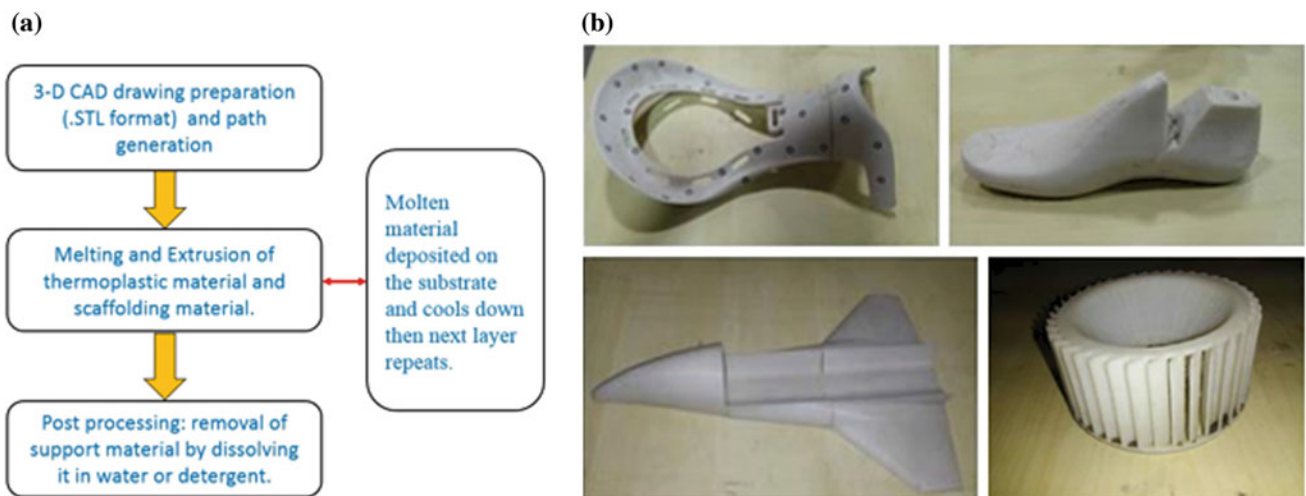 (a)
3-D CAD drawing preparation
(.STL format) and path
generation
Melting and Extrusion of
thermoplastic material and
scaffolding material.
Molten
material
deposited on
the substrate
and cools down
then next layer
repeats.
Post processing: removal of
support material by dissolving
it in water or detergent.
(b)